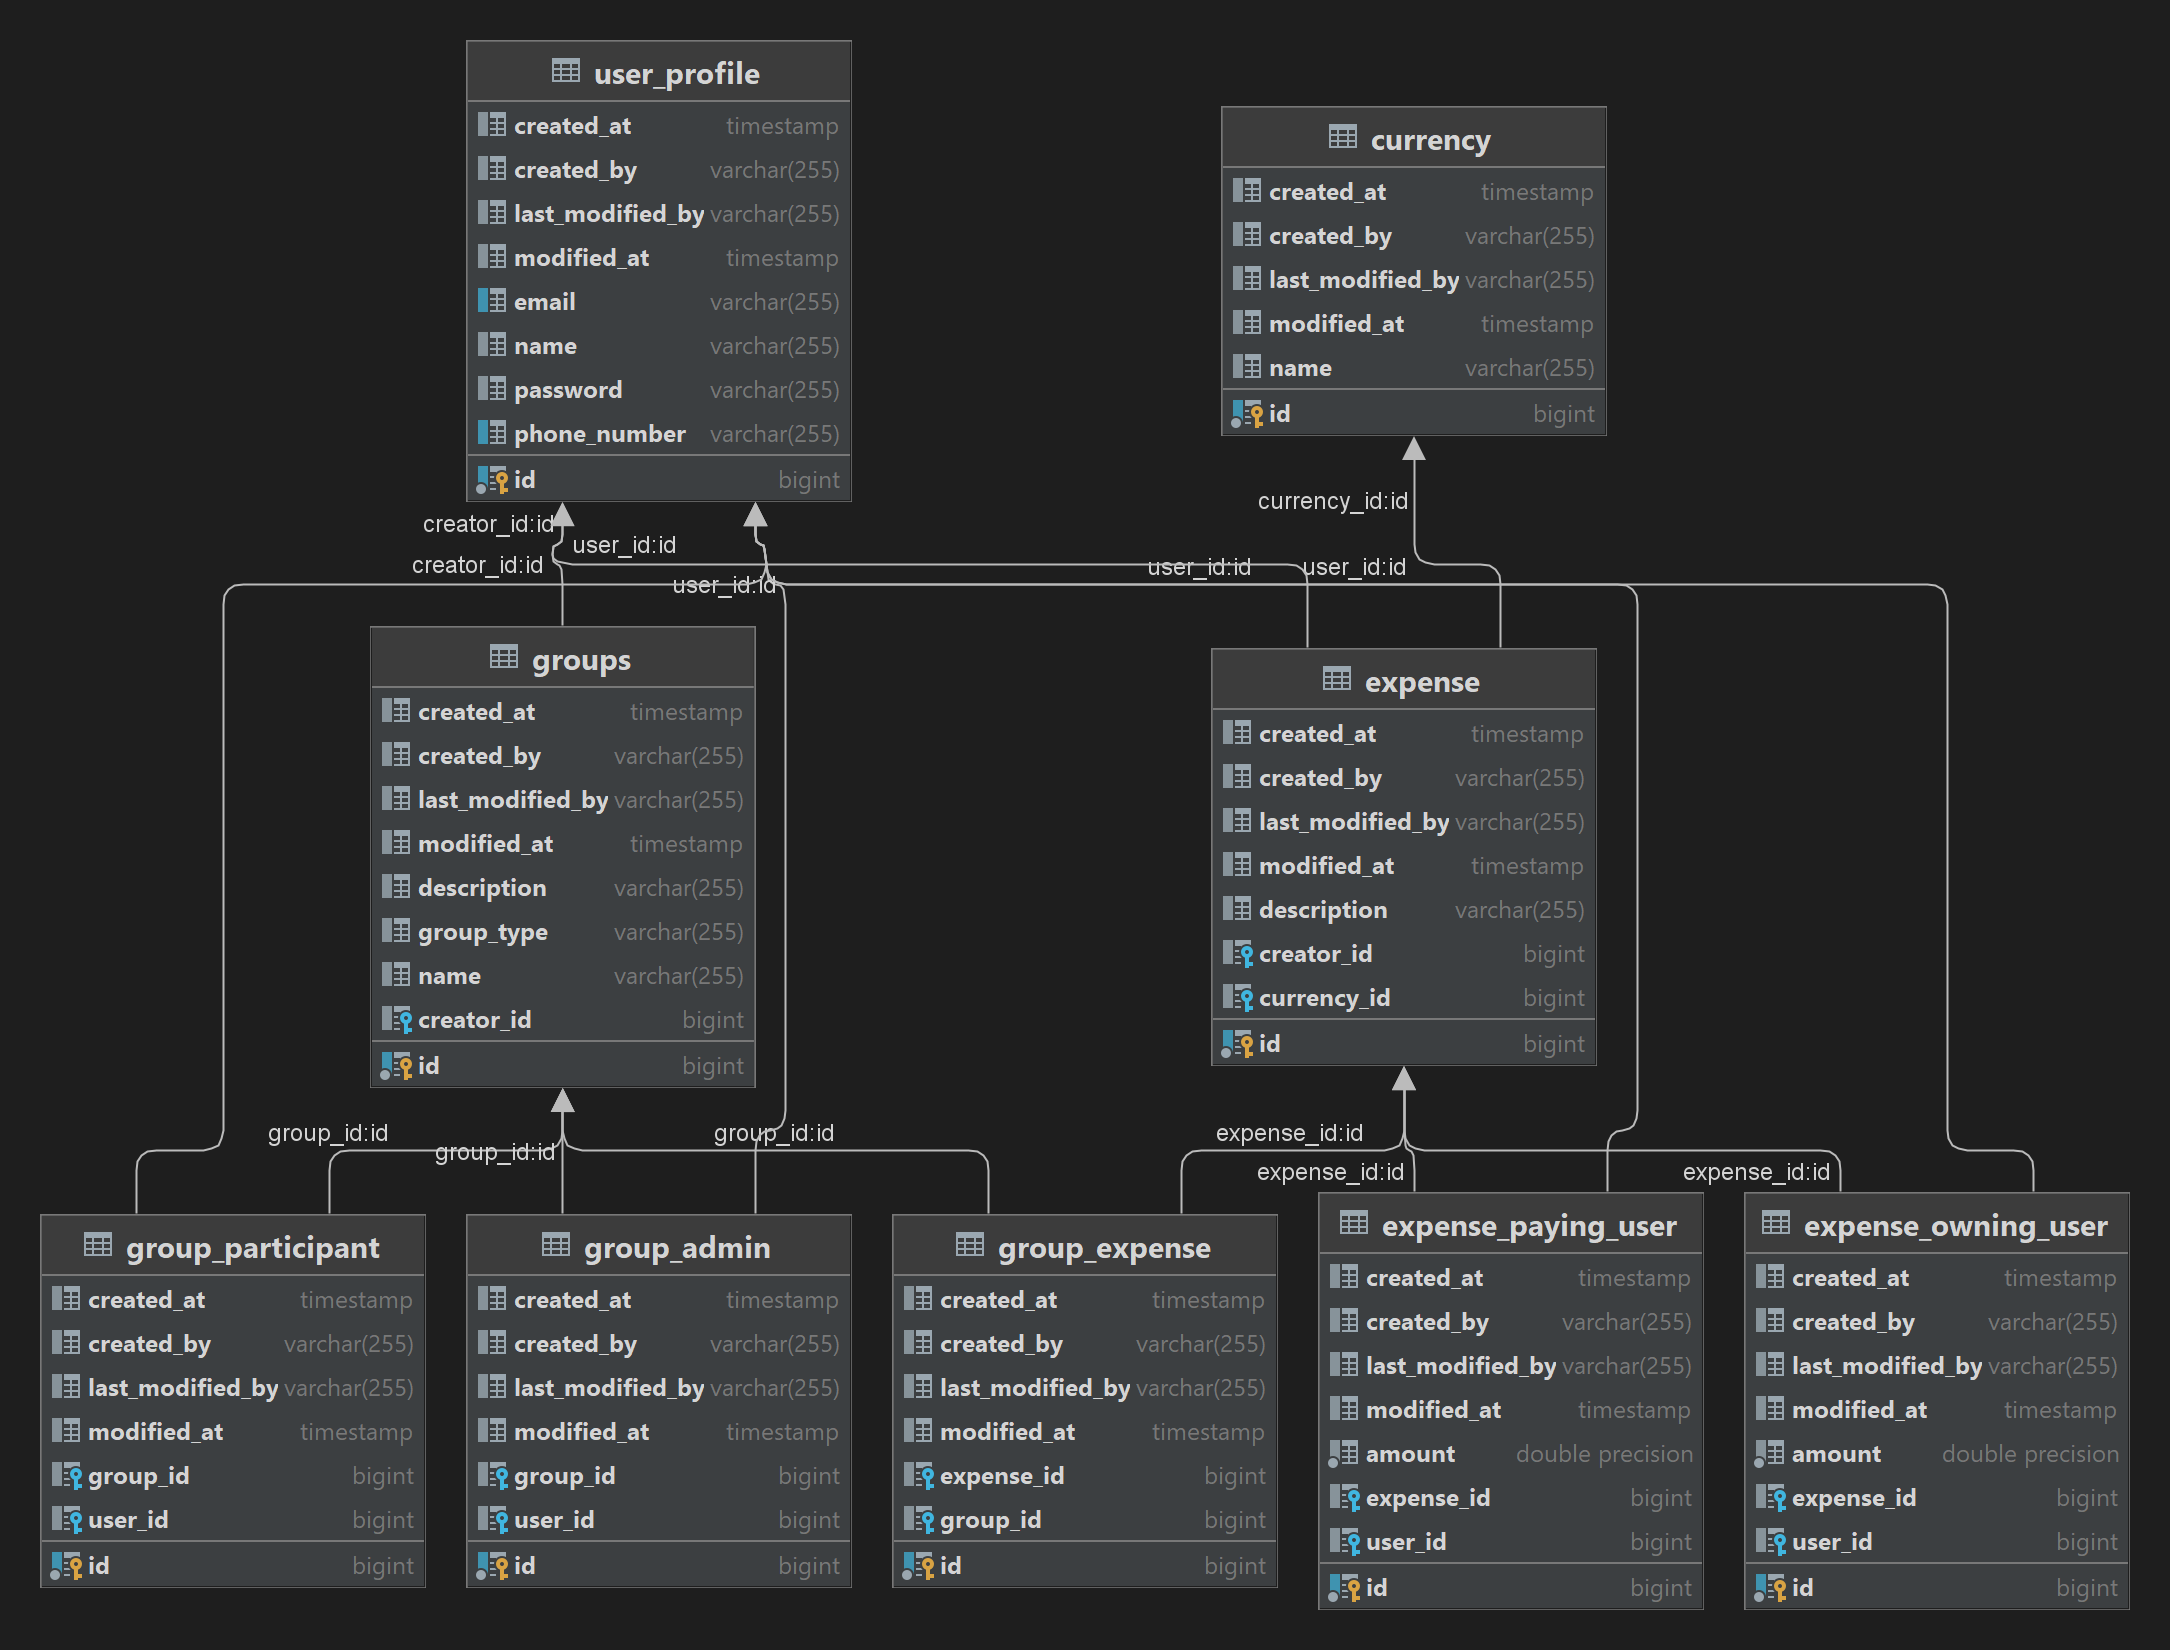 user_profile
created_at timestamp
created_by varchar(255)
last_modified_by varchar(255)
modified_at timestamp
email varchar(255)
name varchar(255)
password varchar(255)
phone_number varchar(255)
id bigint
currency
created_at timestamp
created_by varchar(255)
last_modified_by varchar(255)
modified_at timestamp
name varchar(255)
id bigint
creator_id:id
currency_id:id
user_id:id
creator_id:id
user_id:id
user_id:id
user_id:id
groups
created_at timestamp
created_by varchar(255)
last_modified_by varchar(255)
modified_at timestamp
description varchar(255)
group_type varchar(255)
name varchar(255)
creator_id bigint
id bigint
expense
created_at timestamp
created_by varchar(255)
last_modified_by varchar(255)
modified_at timestamp
description varchar(255)
creator_id bigint
currency_id bigint
id bigint
group_id:id
group_id:id
group_id:id
expense_id:id
expense_id:id
expense_id:id
group_participant
created_at timestamp
created_by varchar(255)
last_modified_by varchar(255)
modified_at timestamp
group_id bigint
user_id bigint
id bigint
group_admin
created_at timestamp
created_by varchar(255)
last_modified_by varchar(255)
modified_at timestamp
group_id bigint
user_id bigint
id bigint
group_expense
created_at timestamp
created_by varchar(255)
last_modified_by varchar(255)
modified_at timestamp
expense_id bigint
group_id bigint
id bigint
expense_paying_user
created_at timestamp
created_by varchar(255)
last_modified_by varchar(255)
modified_at timestamp
amount double precision
expense_id bigint
user_id bigint
id bigint
expense_owning_user
created_at timestamp
created_by varchar(255)
last_modified_by varchar(255)
modified_at timestamp
amount double precision
expense_id bigint
user_id bigint
id bigint